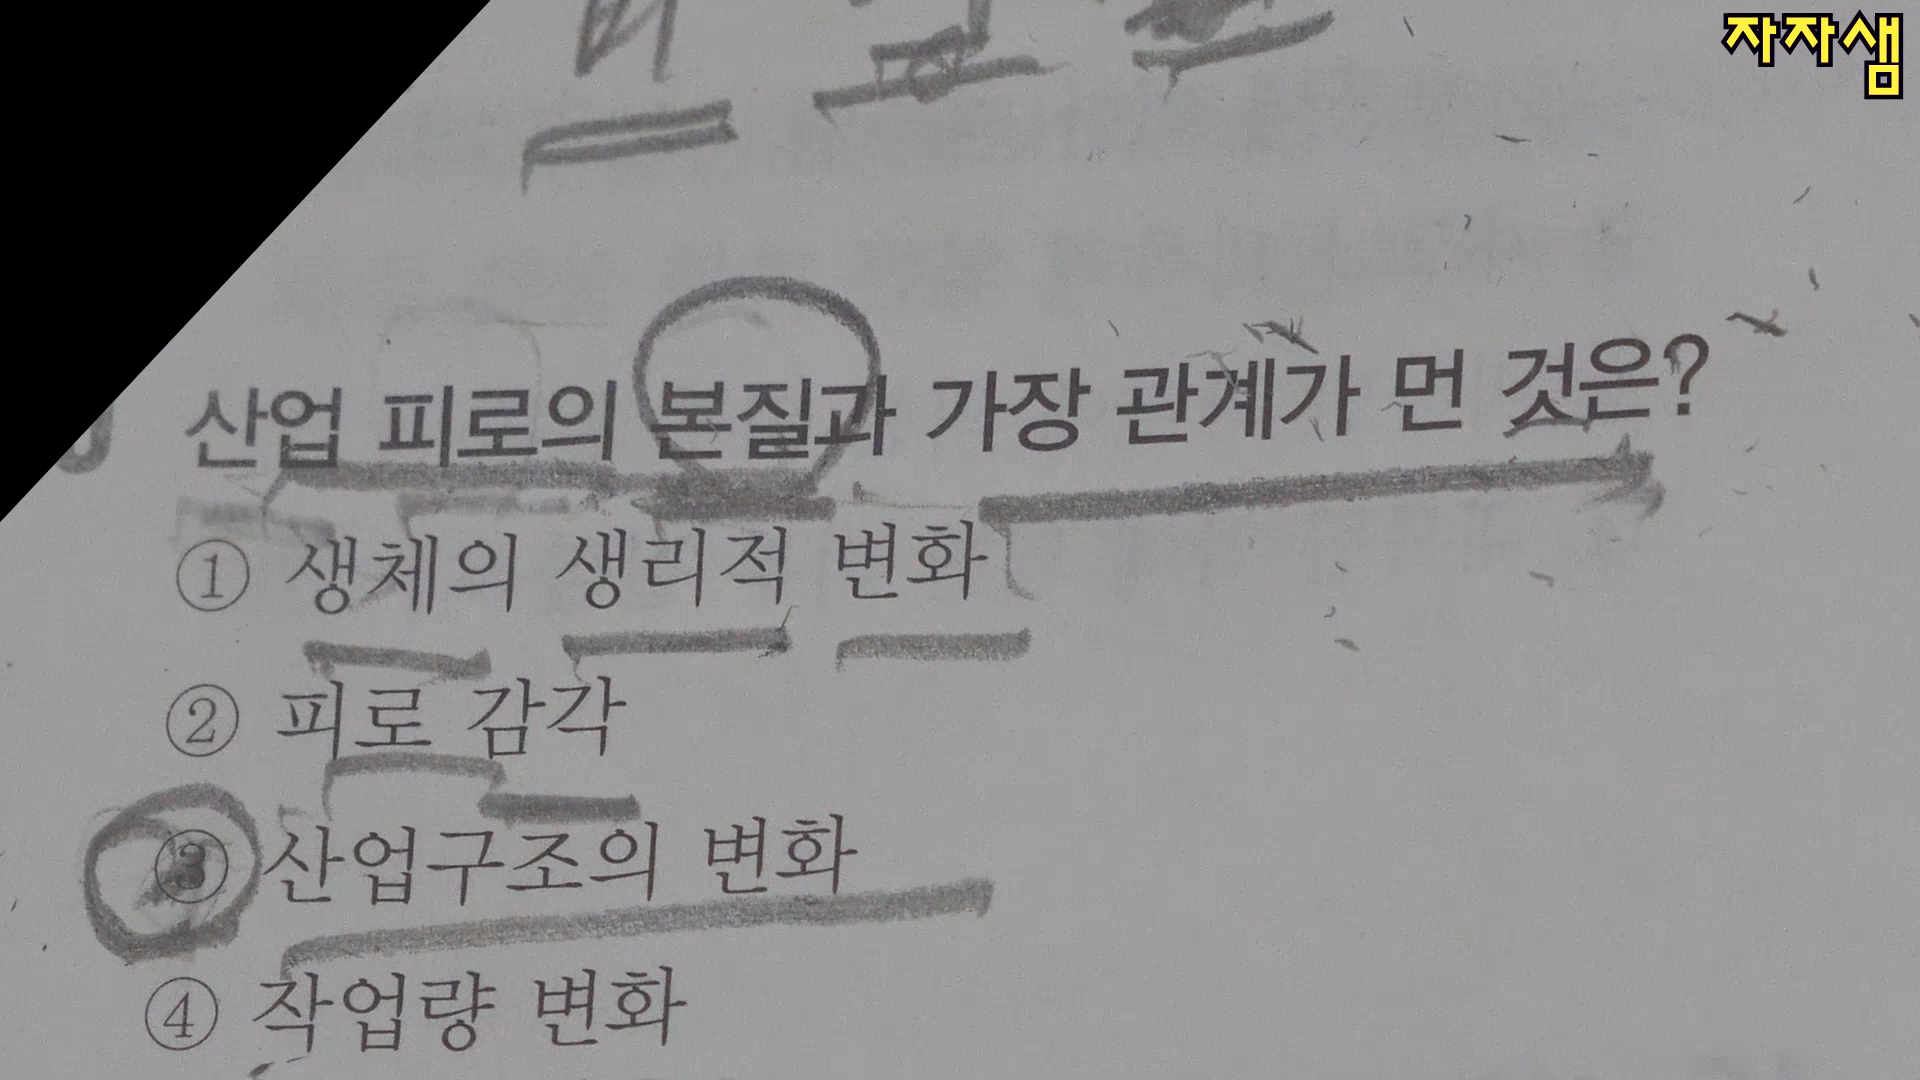 자자샘
산업 피로의 본질과 가장 관계가 먼 것은?
① 생체의 생리적 변화
② 피로 감각
③ 산업구조의 변화
④ 작업량 변화